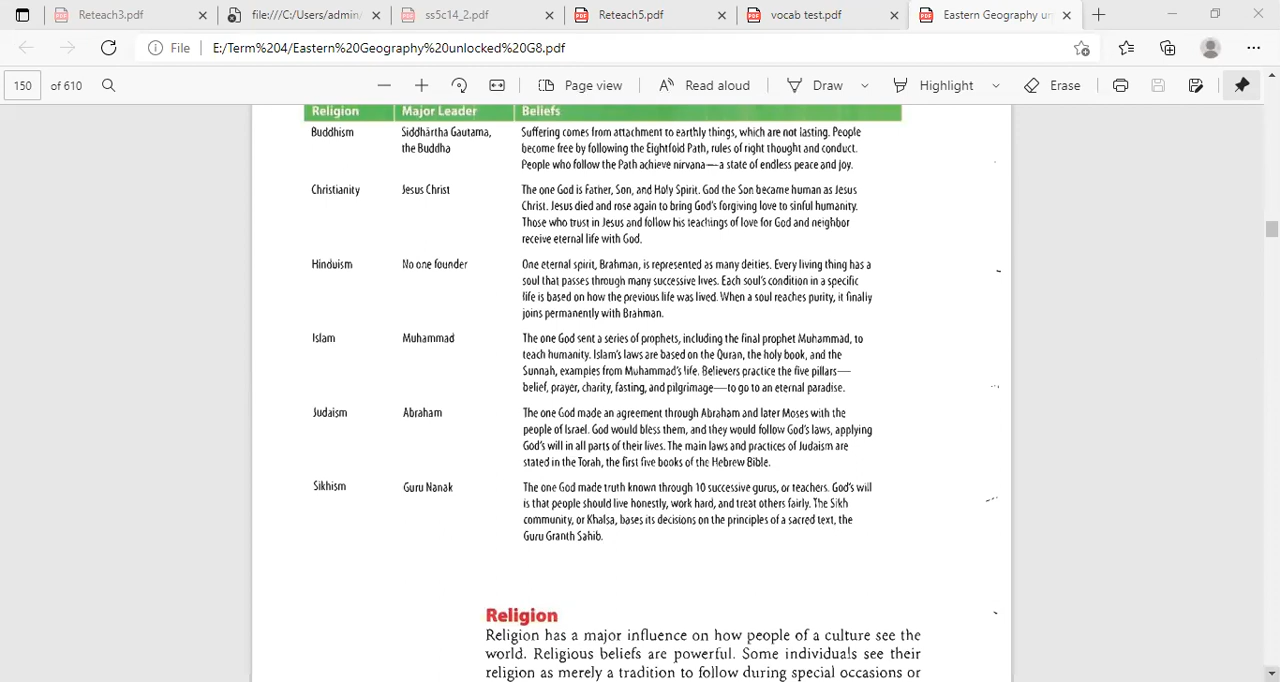 Reteach3.pdf
file:///C:/Users/admin/
ss5c14_2.pdf
Reteach5.pdf
vocab test.pdf
Eastern Geography un
File
E:/Term%204/Eastern%20Geography%20unlocked%20G8.pdf
150 of 610
Page view
Read aloud
Draw
Highlight
Erase
Religion Major Leader Beliefs
Buddhism Siddhārtha Gautama, Suffering comes from attachment to earthly things, which are not lasting. People
the Buddha become free by following the Eightfold Path, rules of right thought and conduct.
People who follow the Path achieve nirvana—a state of endless peace and joy.
Christianity Jesus Christ The one God is Father, Son, and Holy Spirit. God the Son became human as Jesus
Christ. Jesus died and rose again to bring God's forgiving love to sinful humanity.
Those who trust in Jesus and follow his teachings of love for God and neighbor
receive eternal life with God.
Hinduism No one founder One eternal spirit, Brahman, is represented as many deities. Every living thing has a
soul that passes through many successive lives. Each soul's condition in a specific
life is based on how the previous life was lived. When a soul reaches purity, it finally
joins permanently with Brahman.
Islam Muhammad The one God sent a series of prophets, including the final prophet Muhammad, to
teach humanity. Islam's laws are based on the Quran, the holy book, and the
Sunnah, examples from Muhammad's life. Believers practice the five pillars—
belief, prayer, charity, fasting, and pilgrimage—to go to an eternal paradise.
Judaism Abraham The one God made an agreement through Abraham and later Moses with the
people of Israel. God would bless them, and they would follow God's laws, applying
God's will in all parts of their lives. The main laws and practices of Judaism are
stated in the Torah, the first five books of the Hebrew Bible.
Sikhism Guru Nanak The one God made truth known through 10 successive gurus, or teachers. God's will
is that people should live honestly, work hard, and treat others fairly. The Sikh
community, or Khalsa, bases its decisions on the principles of a sacred text, the
Guru Granth Sahib.
Religion
Religion has a major influence on how people of a culture see the
world. Religious beliefs are powerful. Some individuals see their
religion as merely a tradition to follow during special occasions or